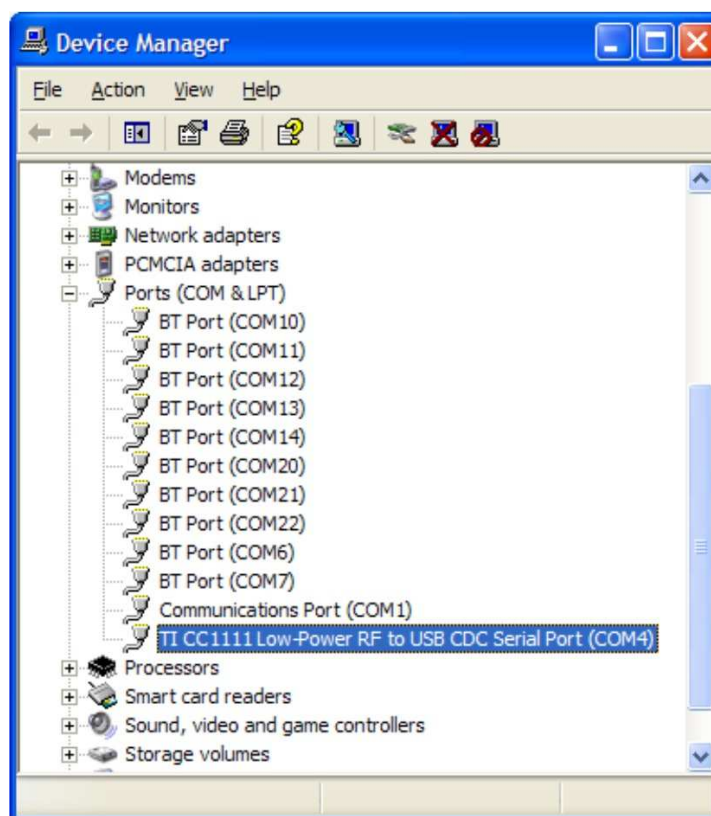 Device Manager
File Action View Help
Modems
Monitors
Network adapters
PCMCIA adapters
Ports (COM & LPT)
BT Port (COM10)
BT Port (COM11)
BT Port (COM12)
BT Port (COM13)
BT Port (COM14)
BT Port (COM20)
BT Port (COM21)
BT Port (COM22)
BT Port (COM6)
BT Port (COM7)
Communications Port (COM1)
TI CC1111 Low-Power RF to USB CDC Serial Port (COM4)
Processors
Smart card readers
Sound, video and game controllers
Storage volumes